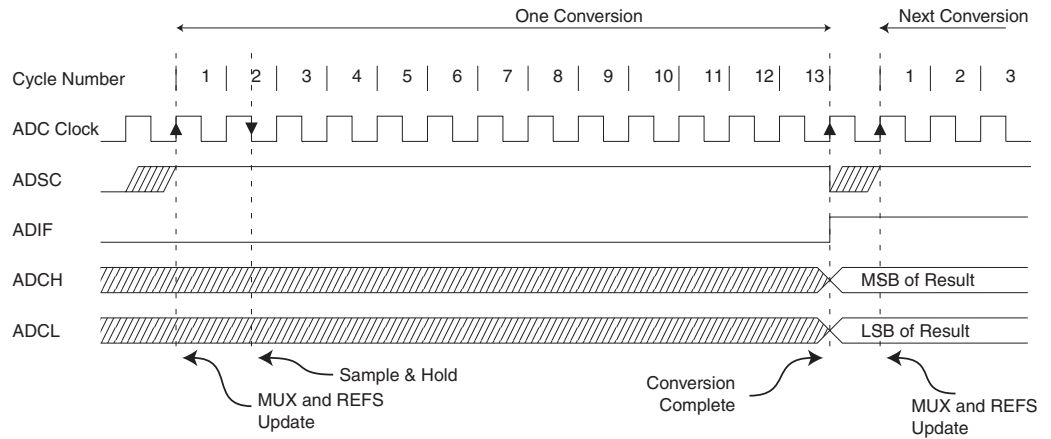 One Conversion
Next Conversion
Cycle Number 1 2 3 4 5 6 7 8 9 10 11 12 13 1 2 3
ADC Clock
ADSC
ADIF
ADCH
MSB of Result
ADCL
LSB of Result
Sample & Hold
MUX and REFS
Update
Conversion
Complete
MUX and REFS
Update